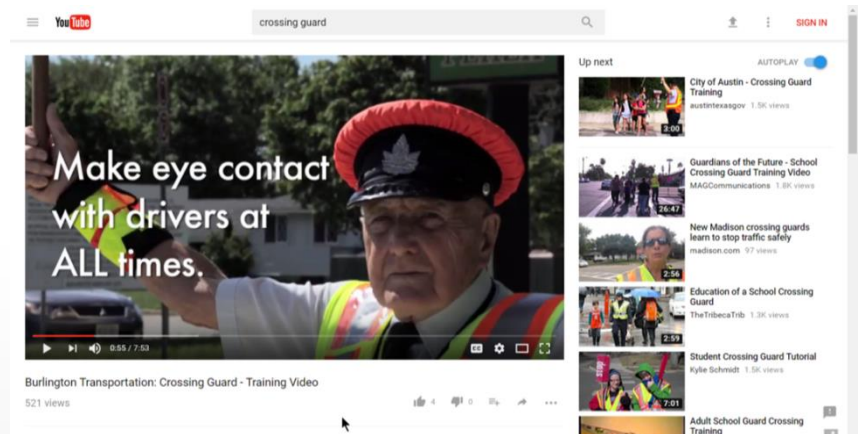 YouTube
crossing guard
SIGN IN
Make eye contact
with drivers at
ALL times.
0:55 / 7:53
CC
Burlington Transportation: Crossing Guard - Training Video
521 views
4
0
Up next
AUTOPLAY
City of Austin - Crossing Guard
Training
austintexasgov 1.5K views
3:00
Guardians of the Future - School
Crossing Guard Training Video
MAGCommunications 1.8K views
26:47
New Madison crossing guards
learn to stop traffic safely
madison.com 97 views
2:56
Education of a School Crossing
Guard
TheTribecaTrib 1.3K views
2:59
Student Crossing Guard Tutorial
Kylie Schmidt 1.5K views
7:01
Adult School Guard Crossing
Training